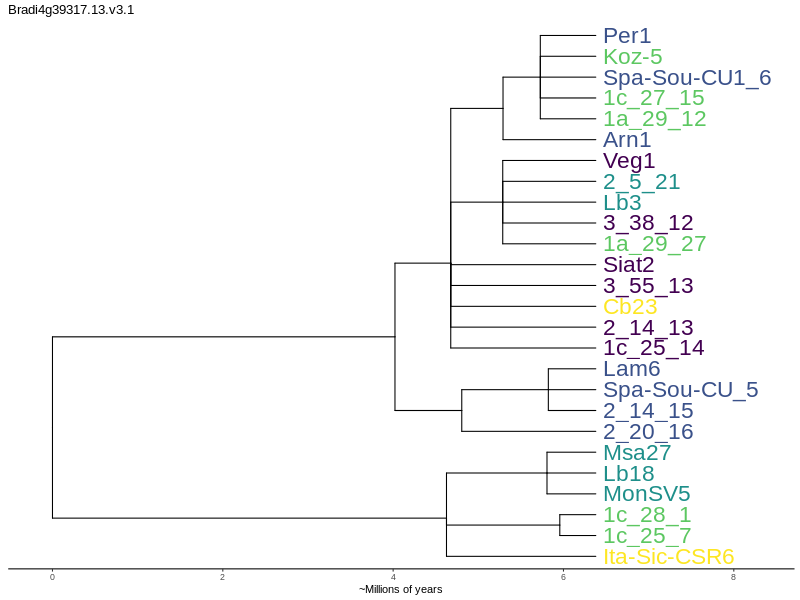 Bradi4g39317.13.v3.1
Per1
Koz-5
Spa-Sou-CU1_6
1c_27_15
1a_29_12
Arn1
Veg1
2_5_21
Lb3
3_38_12
1a_29_27
Siat2
3_55_13
Cb23
2_14_13
1c_25_14
Lam6
Spa-Sou-CU_5
2_14_15
2_20_16
Msa27
Lb18
MonSV5
1c_28_1
1c_25_7
Ita-Sic-CSR6
0 2 4 6 8
~Millions of years